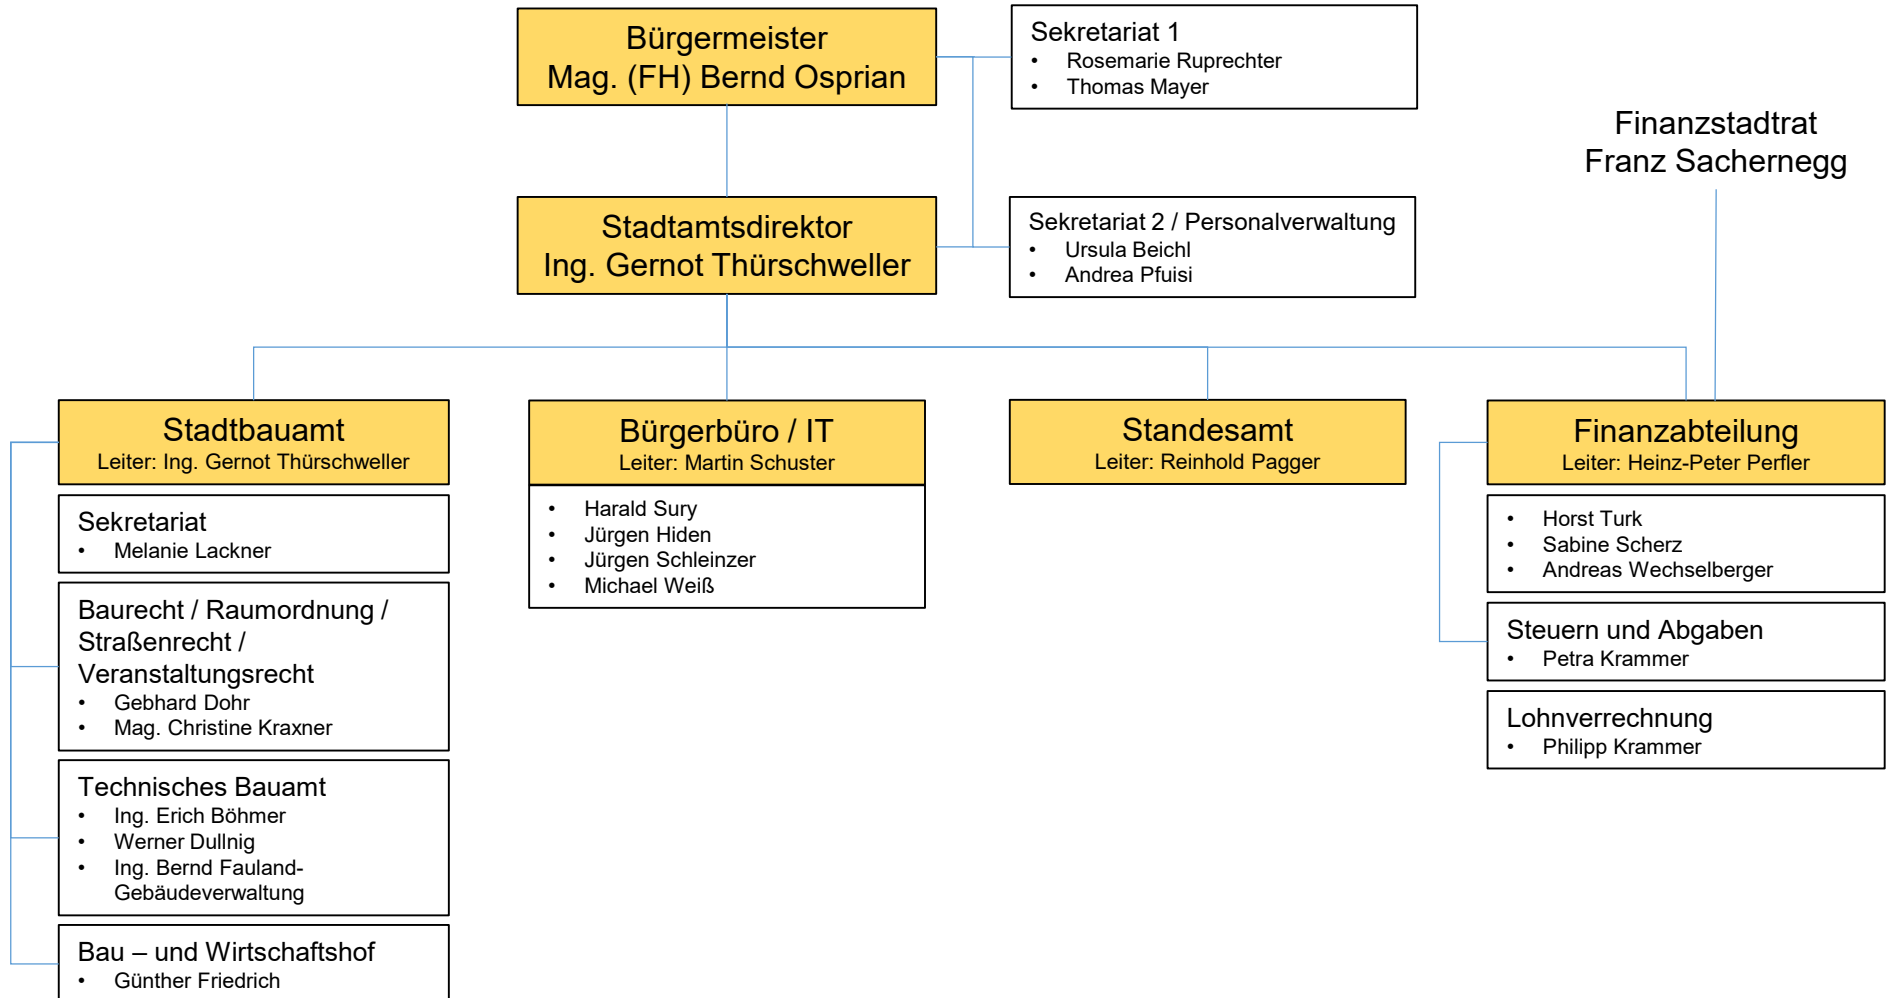 Bürgermeister
Mag. (FH) Bernd Osprian
Sekretariat 1
• Rosemarie Ruprechter
• Thomas Mayer
Finanzstadtrat
Franz Sachernegg
Stadtamtsdirektor
Ing. Gernot Thürschweller
Sekretariat 2 / Personalverwaltung
• Ursula Beichl
• Andrea Pfuisi
Stadtbauamt
Leiter: Ing. Gernot Thürschweller
Sekretariat
• Melanie Lackner
Baurecht / Raumordnung /
Straßenrecht /
Veranstaltungsrecht
• Gebhard Dohr
• Mag. Christine Kraxner
Technisches Bauamt
• Ing. Erich Böhmer
• Werner Dullnig
• Ing. Bernd Fauland-
Gebäudeverwaltung
Bau – und Wirtschaftshof
• Günther Friedrich
Bürgerbüro / IT
Leiter: Martin Schuster
• Harald Sury
• Jürgen Hiden
• Jürgen Schleinzer
• Michael Weiß
Standesamt
Leiter: Reinhold Pagger
Finanzabteilung
Leiter: Heinz-Peter Perfler
• Horst Turk
• Sabine Scherz
• Andreas Wechselberger
Steuern und Abgaben
• Petra Krammer
Lohnverrechnung
• Philipp Krammer